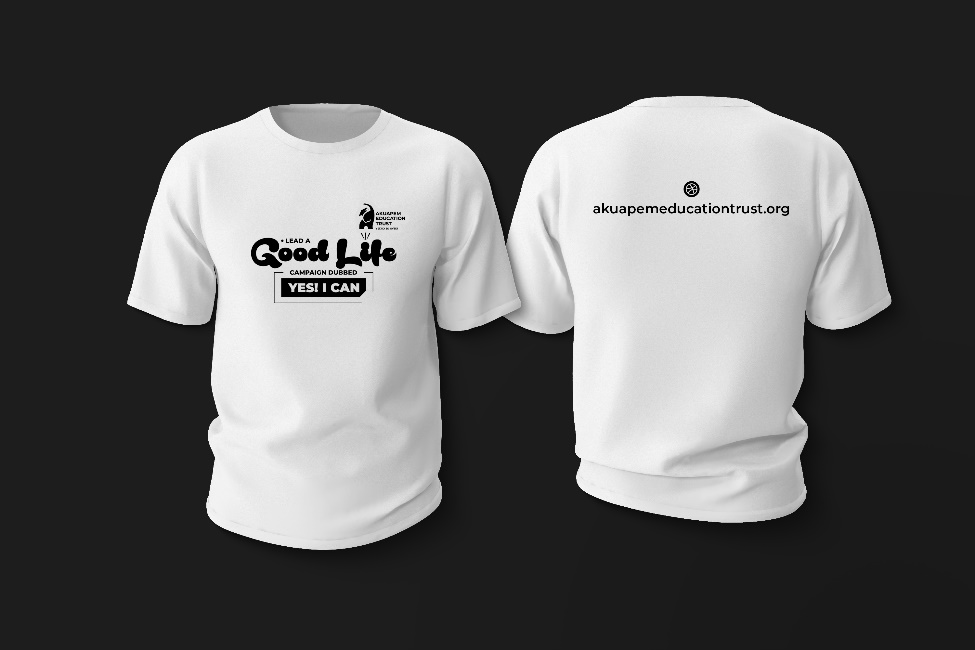 AKUAPEM
EDUCATION
TRUST
• LEAD A
Good Life
CAMPAIGN DUBBED
YES! I CAN
akuapemeducationtrust.org